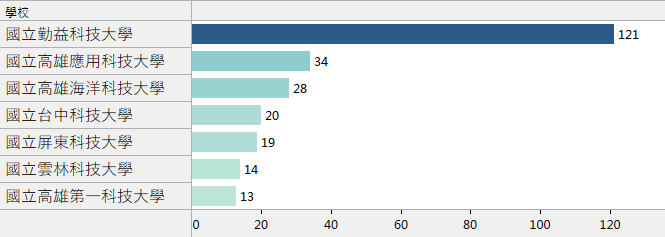 學校
國立勤益科技大學 121
國立高雄應用科技大學 34
國立高雄海洋科技大學 28
國立台中科技大學 20
國立屏東科技大學 19
國立雲林科技大學 14
國立高雄第一科技大學 13
0 20 40 60 80 100 120